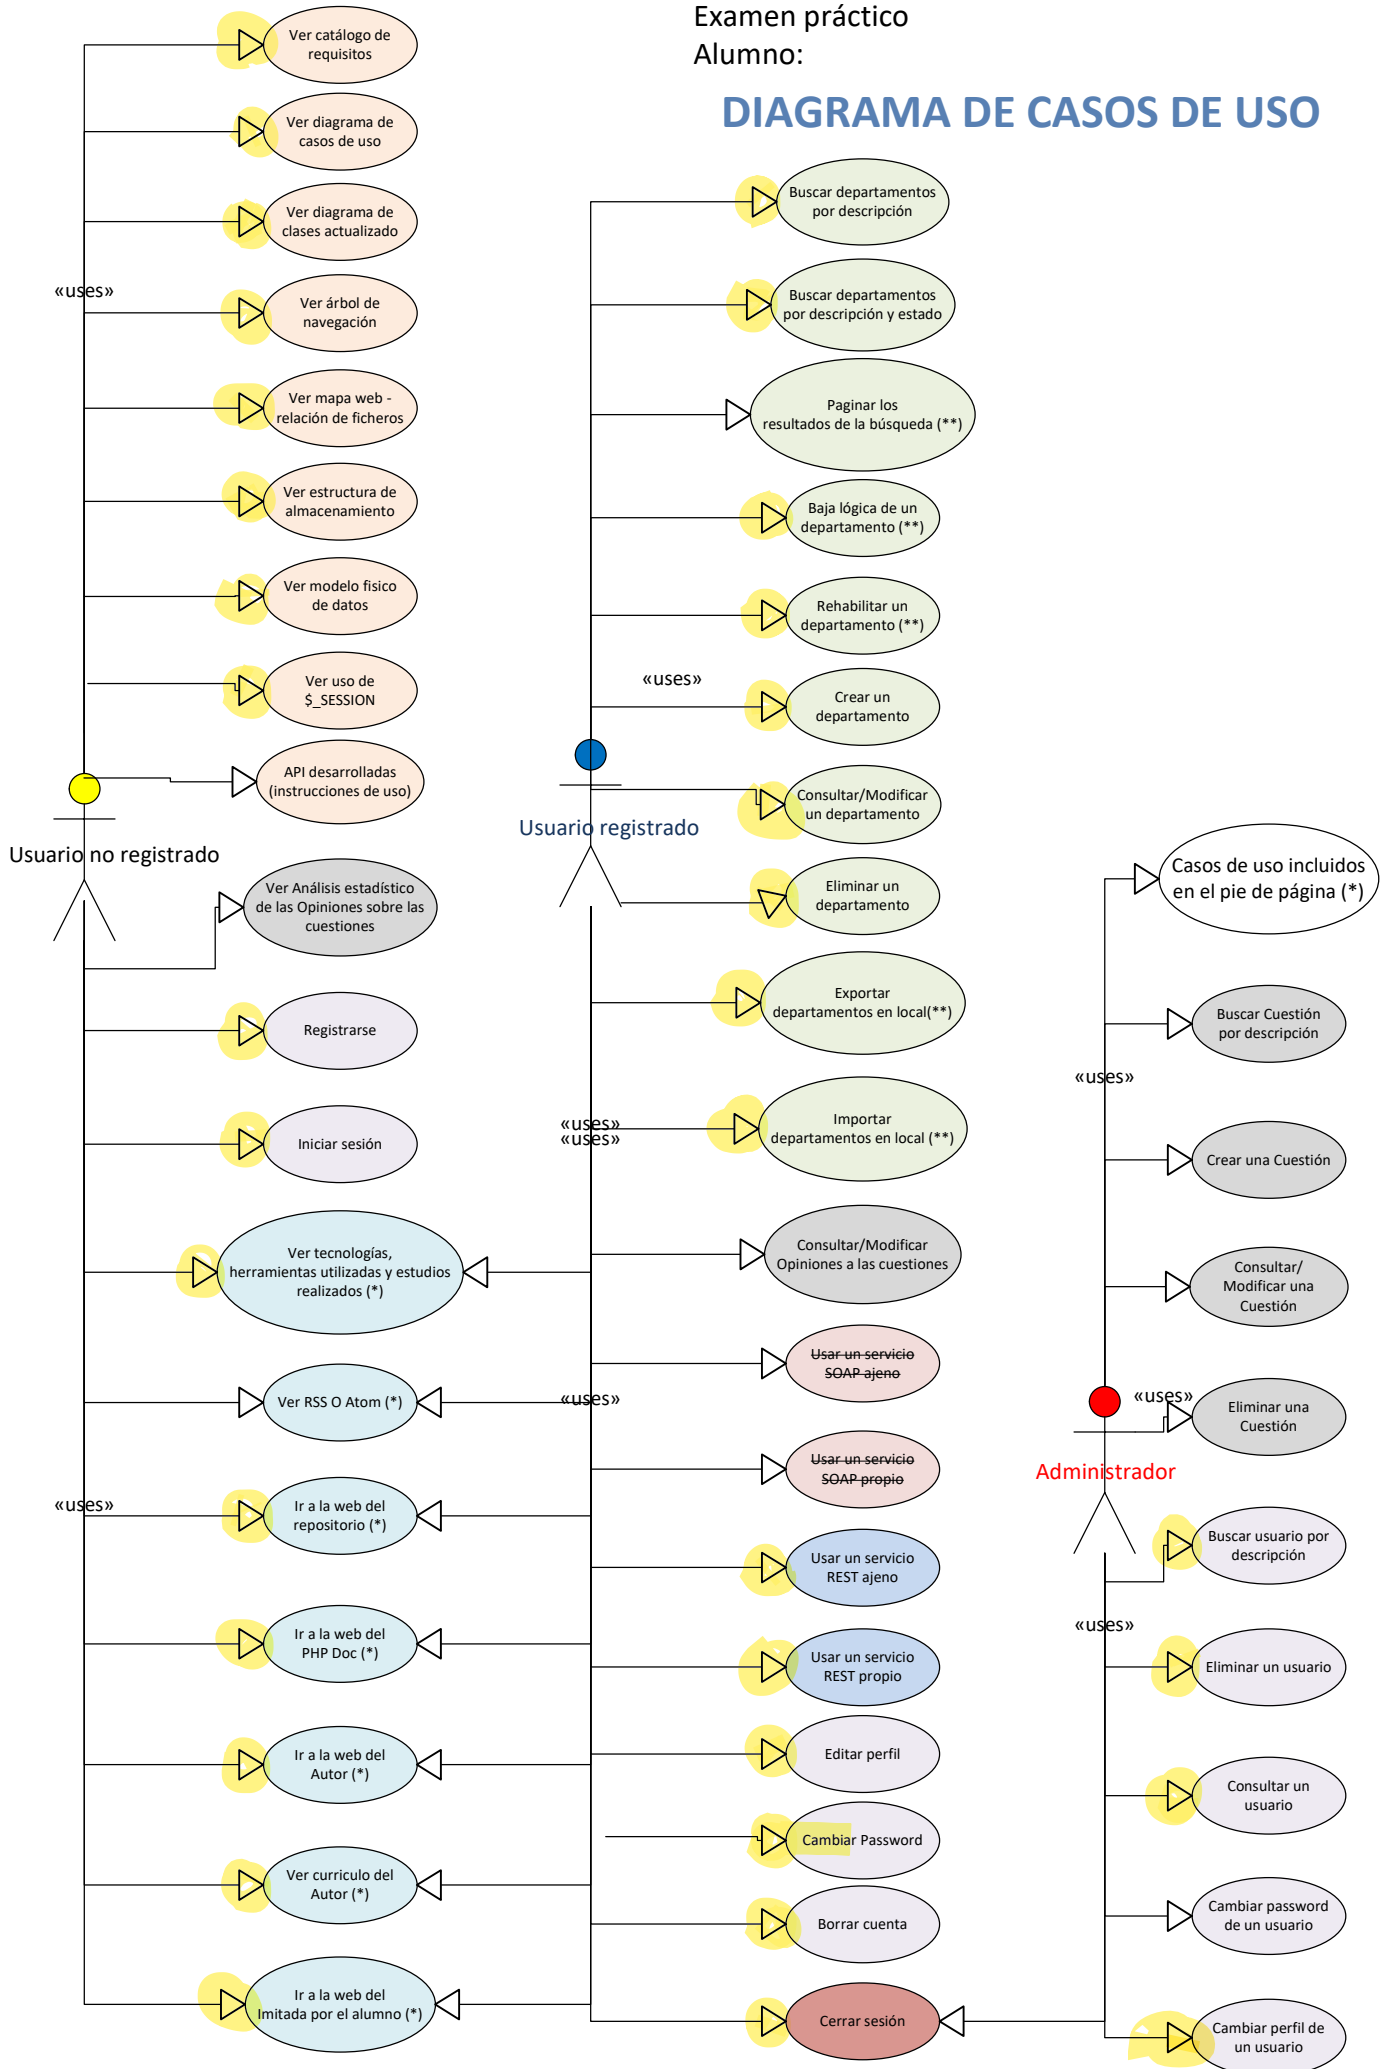 Examen práctico
Alumno:
DIAGRAMA DE CASOS DE USO
Ver catálogo de
requisitos
Ver diagrama de
casos de uso
Ver diagrama de
clases actualizado
«uses»
Ver árbol de
navegación
Ver mapa web -
relación de ficheros
Ver estructura de
almacenamiento
Ver modelo fisico
de datos
Ver uso de
$_SESSION
API desarrolladas
(instrucciones de uso)
Usuario no registrado
Ver Análisis estadístico
de las Opiniones sobre las
cuestiones
Registrarse
Iniciar sesión
Ver tecnologías,
herramientas utilizadas y estudios
realizados (*)
Ver RSS O Atom (*)
«uses»
Ir a la web del
repositorio (*)
Ir a la web del
PHP Doc (*)
Ir a la web del
Autor (*)
Ver curriculo del
Autor (*)
Ir a la web del
Imitada por el alumno (*)
Buscar departamentos
por descripción
Buscar departamentos
por descripción y estado
Paginar los
resultados de la búsqueda (**)
Baja lógica de un
departamento (**)
Rehabilitar un
departamento (**)
«uses»
Crear un
departamento
Consultar/Modificar
un departamento
Usuario registrado
Eliminar un
departamento
Exportar
departamentos en local(**)
Importar
departamentos en local (**)
«uses»
«uses»
Consultar/Modificar
Opiniones a las cuestiones
Usar un servicio
SOAP ajeno
«uses»
Usar un servicio
SOAP propio
Usar un servicio
REST ajeno
Usar un servicio
REST propio
Editar perfil
Cambiar Password
Borrar cuenta
Cerrar sesión
Casos de uso incluidos
en el pie de página (*)
Buscar Cuestión
por descripción
«uses»
Crear una Cuestión
Consultar/
Modificar una
Cuestión
«uses»
Eliminar una
Cuestión
Administrador
Buscar usuario por
descripción
«uses»
Eliminar un usuario
Consultar un
usuario
Cambiar password
de un usuario
Cambiar perfil de
un usuario